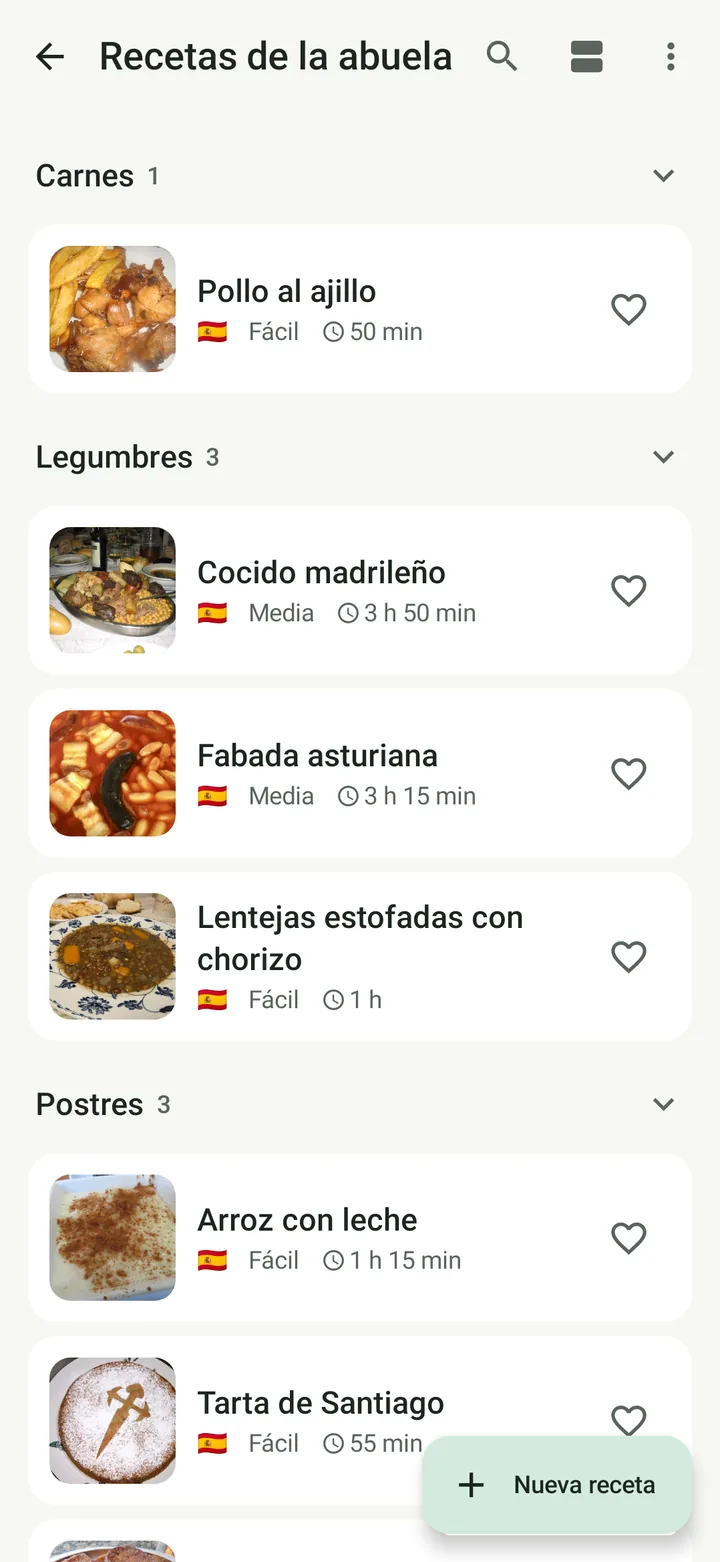 Recetas de la abuela
Carnes 1
Pollo al ajillo
Fácil 50 min
Legumbres 3
Cocido madrileño
Media 3 h 50 min
Fabada asturiana
Media 3 h 15 min
Lentejas estofadas con
chorizo
Fácil 1 h
Postres 3
Arroz con leche
Fácil 1 h 15 min
Tarta de Santiago
Fácil 55 min
Nueva receta